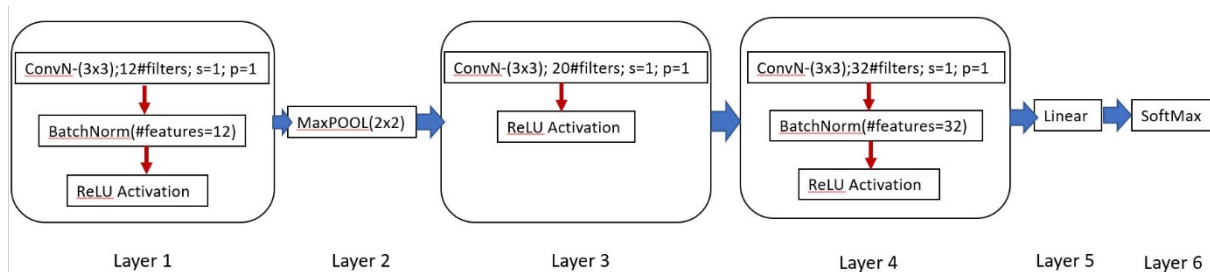 ConvN-(3x3);12#filters; s=1; p=1
BatchNorm(#features=12)
ReLU Activation
Layer 1
MaxPOOL(2x2)
Layer 2
ConvN-(3x3); 20#filters; s=1; p=1
ReLU Activation
Layer 3
ConvN-(3x3);32#filters; s=1; p=1
BatchNorm(#features=32)
ReLU Activation
Layer 4
Linear
Layer 5
SoftMax
Layer 6